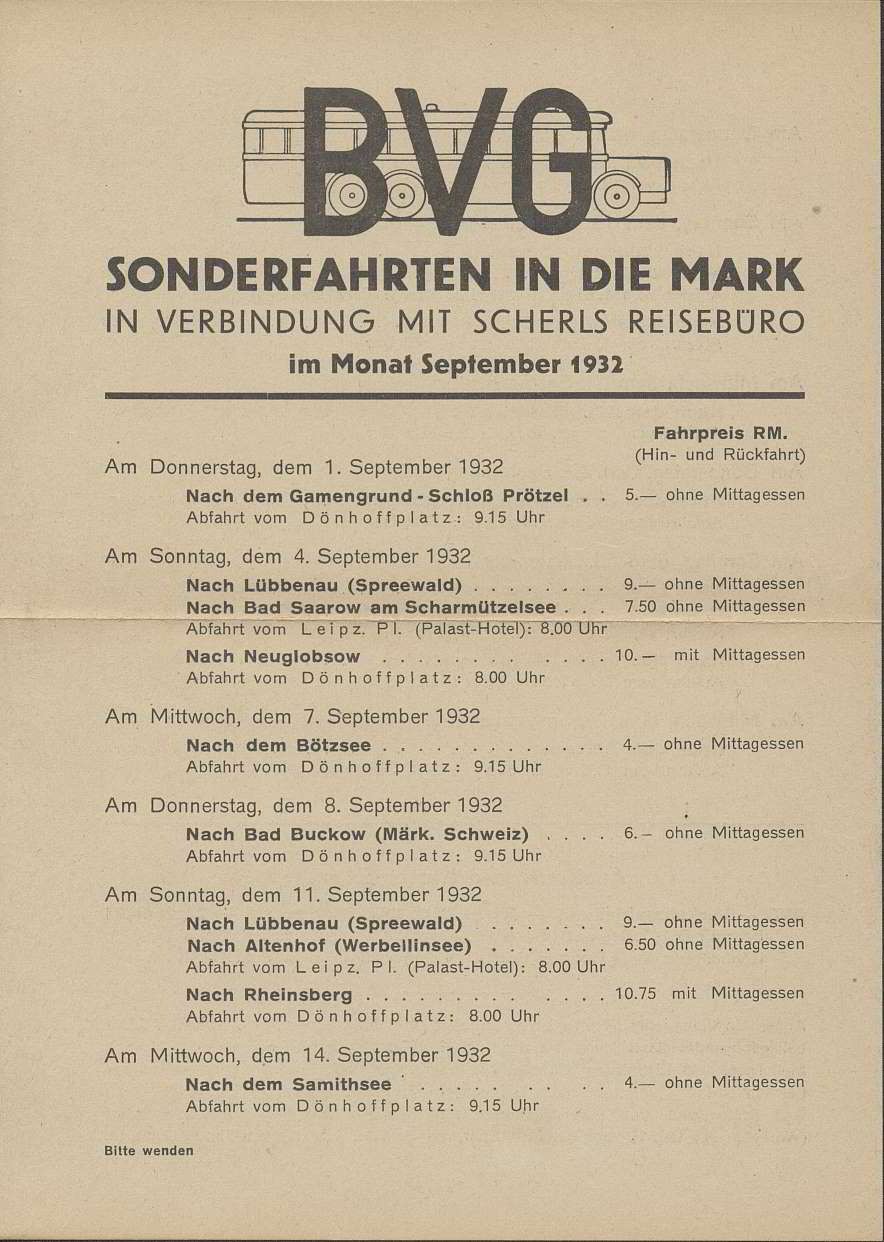 BVG
SONDERFAHRTEN IN DIE MARK
IN VERBINDUNG MIT SCHERLS REISEBÜRO
im Monat September 1932
Fahrpreis RM.
(Hin- und Rückfahrt)
Am Donnerstag, dem 1. September 1932
Nach dem Gamengrund - Schloß Prötzel . . 5.— ohne Mittagessen
Abfahrt vom Dönhoffplatz: 9.15 Uhr
Am Sonntag, dem 4. September 1932
Nach Lübbenau (Spreewald) . . . . . . . . 9.— ohne Mittagessen
Nach Bad Saarow am Scharmützelsee . . . 7.50 ohne Mittagessen
Abfahrt vom Leipz. Pl. (Palast-Hotel): 8.00 Uhr
Nach Neuglobsow . . . . . . . . . . . . 10.— mit Mittagessen
Abfahrt vom Dönhoffplatz: 8.00 Uhr
Am Mittwoch, dem 7. September 1932
Nach dem Bötzsee . . . . . . . . . . . . . 4.— ohne Mittagessen
Abfahrt vom Dönhoffplatz: 9.15 Uhr
Am Donnerstag, dem 8. September 1932
Nach Bad Buckow (Märk. Schweiz) . . . . 6.— ohne Mittagessen
Abfahrt vom Dönhoffplatz: 9.15 Uhr
Am Sonntag, dem 11. September 1932
Nach Lübbenau (Spreewald) . . . . . . . 9.— ohne Mittagessen
Nach Altenhof (Werbellinsee) . . . . . . . 6.50 ohne Mittagessen
Abfahrt vom Leipz. Pl. (Palast-Hotel): 8.00 Uhr
Nach Rheinsberg . . . . . . . . . . . . . 10.75 mit Mittagessen
Abfahrt vom Dönhoffplatz: 8.00 Uhr
Am Mittwoch, dem 14. September 1932
Nach dem Samithsee . . . . . . . . . 4.— ohne Mittagessen
Abfahrt vom Dönhoffplatz: 9.15 Uhr
Bitte wenden